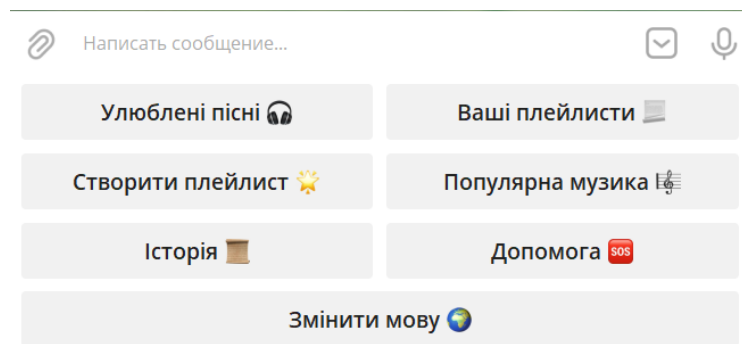 Написать сообщение...
Улюблені пісні 🎧 Ваші плейлисти 📃
Створити плейлист 🌟 Популярна музика 🎼
Історія 📜 Допомога 🆘
Змінити мову 🌍